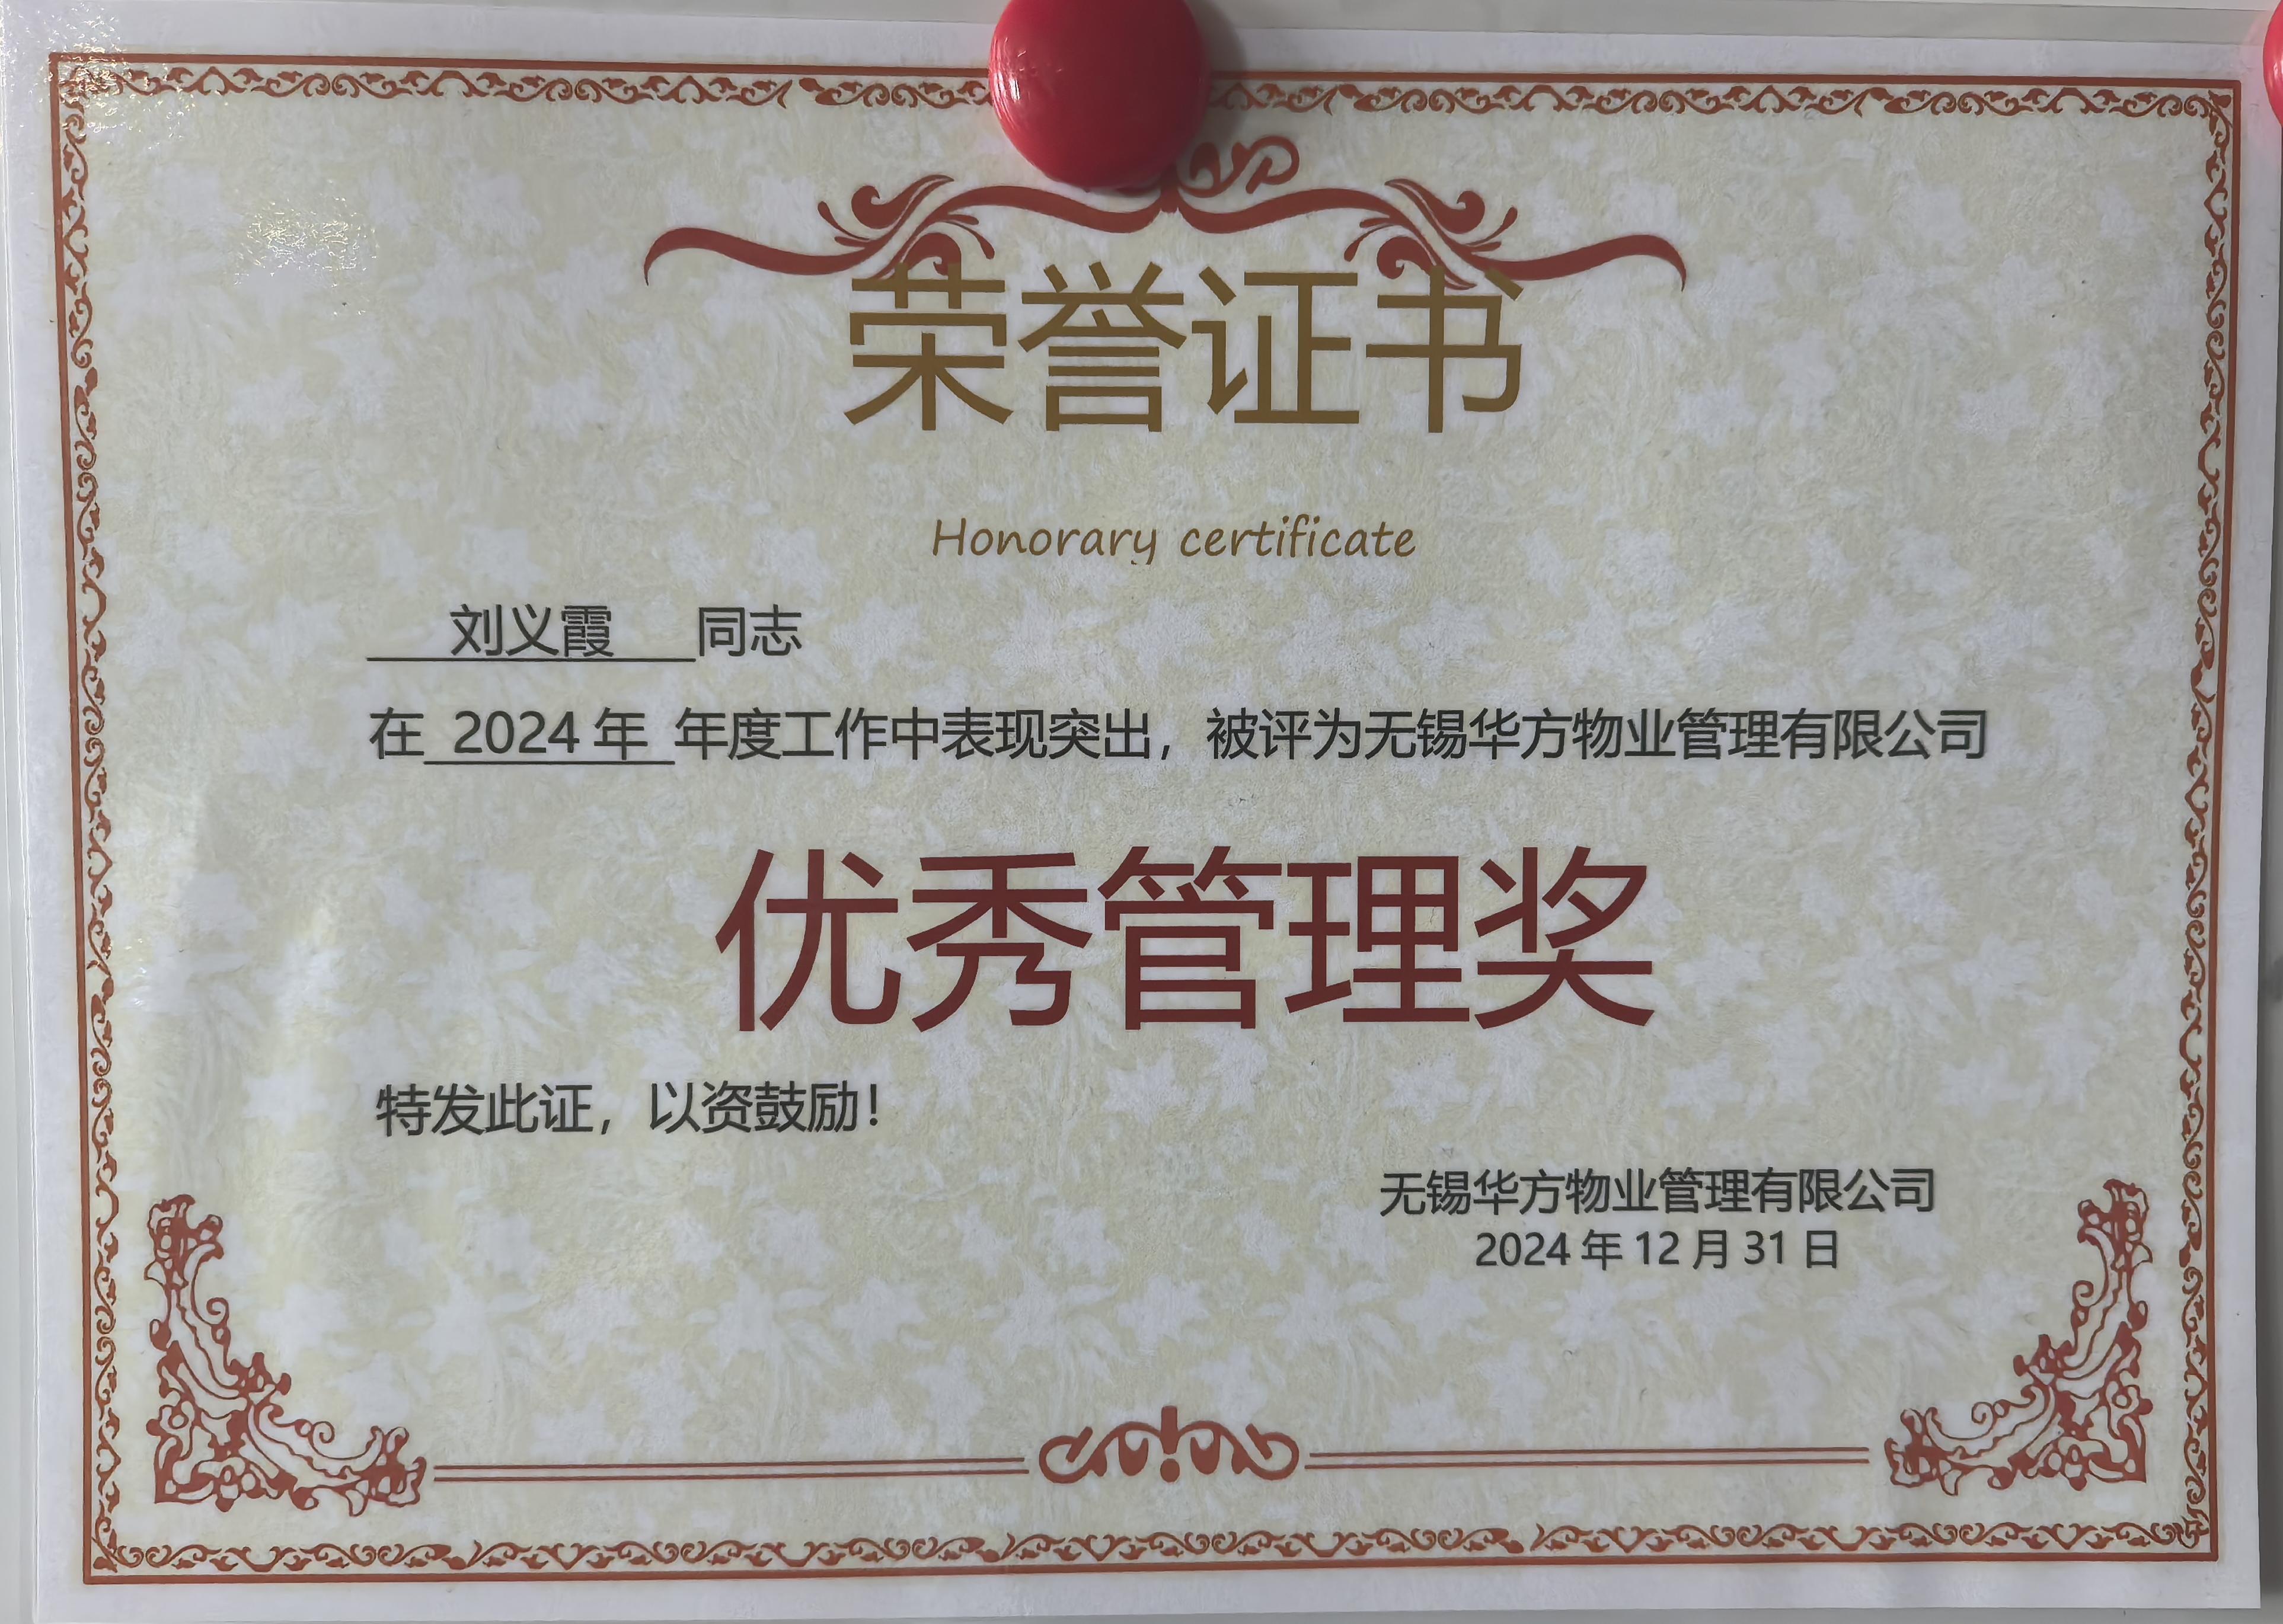 荣誉证书
Honorary certificate
刘义霞 同志
在 2024 年 年度工作中表现突出，被评为无锡华方物业管理有限公司
优秀管理奖
特发此证，以资鼓励！
无锡华方物业管理有限公司
2024 年 12 月 31 日